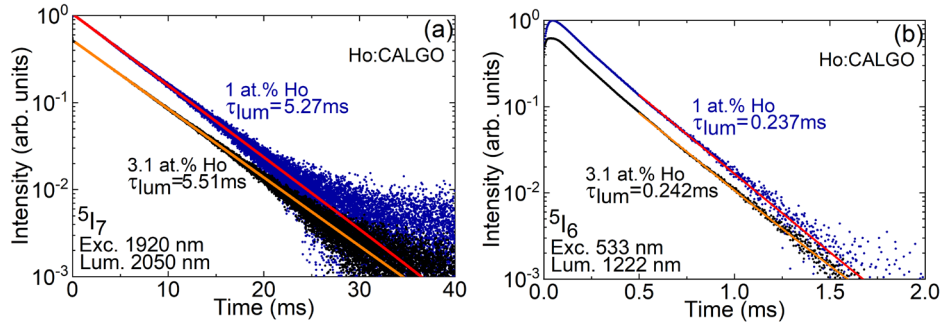 (a)
Ho:CALGO
1 at.% Ho
τlum=5.27ms
3.1 at.% Ho
τlum=5.51ms
⁵I₇
Exc. 1920 nm
Lum. 2050 nm
Intensity (arb. units)
10⁰
10⁻¹
10⁻²
10⁻³
0 10 20 30 40
Time (ms)
(b)
Ho:CALGO
1 at.% Ho
τlum=0.237ms
3.1 at.% Ho
τlum=0.242ms
⁵I₆
Exc. 533 nm
Lum. 1222 nm
Intensity (arb. units)
10⁰
10⁻¹
10⁻²
10⁻³
0.0 0.5 1.0 1.5 2.0
Time (ms)